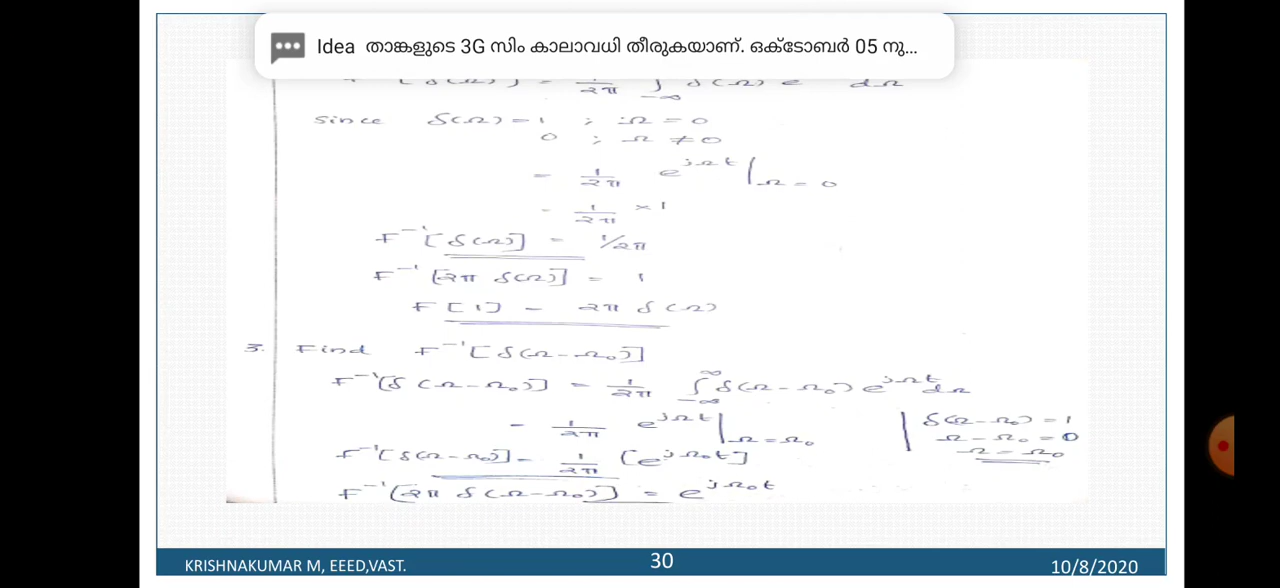 Idea താങ്കളുടെ 3G സിം കാലാവധി തീരുകയാണ്. ഒക്ടോബർ 05 നു...
since δ(Ω) = 1 ; Ω = 0
0 ; Ω ≠ 0
= 1/2π e^{jΩt} |_{Ω = 0}
= 1/2π × 1
F⁻¹[δ(Ω)] = 1/2π
F⁻¹[2π δ(Ω)] = 1
F[1] = 2π δ(Ω)
3. Find F⁻¹[δ(Ω-Ω₀)]
F⁻¹[δ(Ω-Ω₀)] = 1/2π ∫_{-∞}^{∞} δ(Ω-Ω₀) e^{jΩt} dΩ
= 1/2π e^{jΩt} |_{Ω = Ω₀}
δ(Ω-Ω₀) = 1
Ω - Ω₀ = 0
Ω = Ω₀
F⁻¹[δ(Ω-Ω₀)] = 1/2π [e^{jΩ₀t}]
F⁻¹[2π δ(Ω-Ω₀)] = e^{jΩ₀t}
KRISHNAKUMAR M, EEED,VAST.
30
10/8/2020